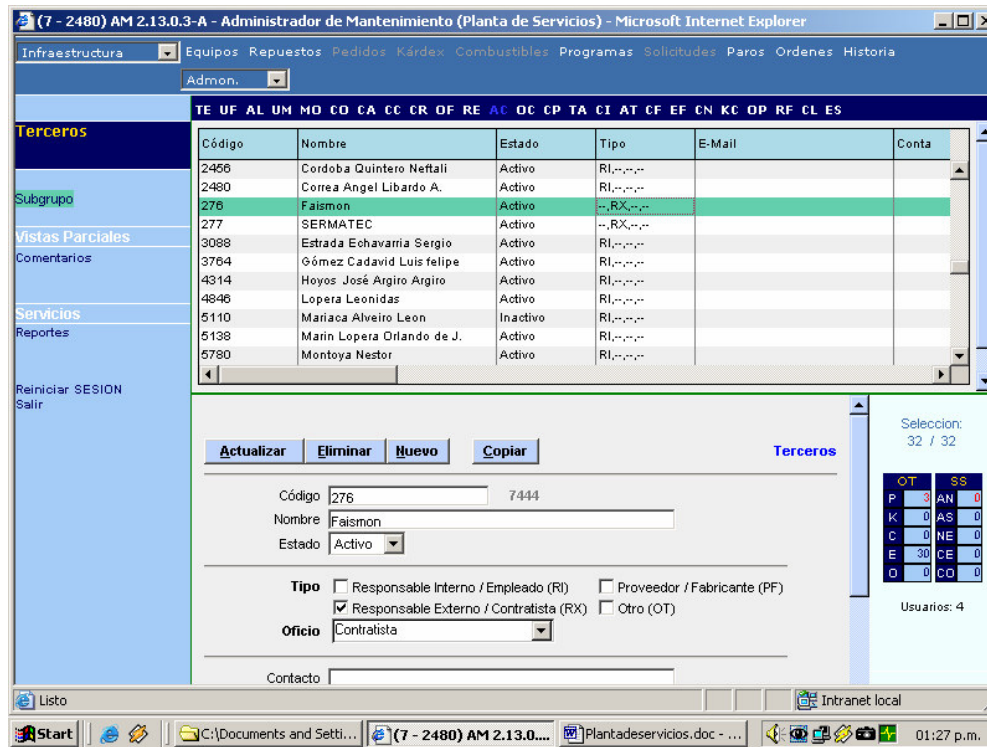 (7 - 2480) AM 2.13.0.3-A - Administrador de Mantenimiento (Planta de Servicios) - Microsoft Internet Explorer
Infraestructura Equipos Repuestos Pedidos Kárdex Combustibles Programas Solicitudes Paros Ordenes Historia
Admon.
TE UF AL UM MO CO CA CC CR OF RE AC OC CP TA CI AT CF EF CN KC OP RF CL ES
Terceros
Subgrupo
Vistas Parciales
Comentarios
Servicios
Reportes
Reiniciar SESION
Salir
Código Nombre Estado Tipo E-Mail Conta
2456 Cordoba Quintero Neftali Activo RI,--,--,--
2480 Correa Angel Libardo A. Activo RI,--,--,--
276 Faismon Activo --,RX,--,--
277 SERMATEC Activo --,RX,--,--
3088 Estrada Echavarria Sergio Activo RI,--,--,--
3764 Gómez Cadavid Luis felipe Activo RI,--,--,--
4314 Hoyos José Argiro Argiro Activo RI,--,--,--
4846 Lopera Leonidas Activo RI,--,--,--
5110 Mariaca Alveiro Leon Inactivo RI,--,--,--
5138 Marin Lopera Orlando de J. Activo RI,--,--,--
5780 Montoya Nestor Activo RI,--,--,--
Actualizar Eliminar Nuevo Copiar Terceros
Código 276 7444
Nombre Faismon
Estado Activo
Tipo Responsable Interno / Empleado (RI) Proveedor / Fabricante (PF)
Responsable Externo / Contratista (RX) Otro (OT)
Oficio Contratista
Contacto
Seleccion:
32 / 32
OT SS
P 3 AN 0
K 0 AS 0
C 0 NE 0
E 30 CE 0
O 0 CO 0
Usuarios: 4
Listo Intranet local
Start C:\Documents and Setti... (7 - 2480) AM 2.13.0.... Plantadeservicios.doc - ... 01:27 p.m.